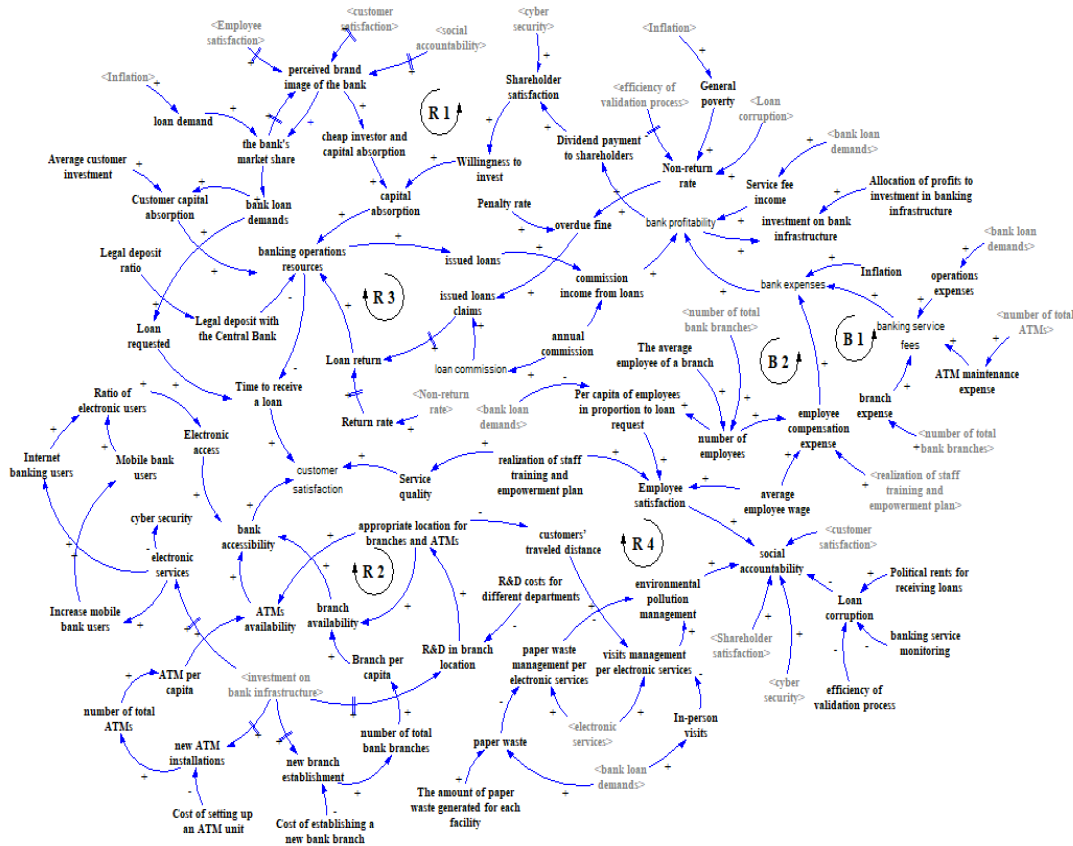 <Employee
satisfaction>
<customer
satisfaction>
<social
accountability>
<cyber
security>
<Inflation>
<Inflation>
perceived brand
image of the bank
Shareholder
satisfaction
<efficiency of
validation process>
General
poverty
<Loan
corruption>
loan demand
R 1
the bank's
market share
cheap investor and
capital absorption
Dividend payment
to shareholders
<bank loan
demands>
Average customer
investment
Willingness to
invest
Non-return
rate
Service fee
income
Allocation of profits to
investment in banking
infrastructure
Customer capital
absorption
bank loan
demands
capital
absorption
Penalty rate
overdue fine
bank profitability
investment on bank
infrastructure
Legal deposit
ratio
banking operations
resources
issued loans
commission
income from loans
<bank loan
demands>
bank expenses
Inflation
operations
expenses
R 3
issued loans
claims
<number of total
bank branches>
<number of total
ATMs>
Loan
requested
Legal deposit with
the Central Bank
annual
commission
B 2
B 1
banking service
fees
Loan return
loan commission
The average
employee of a branch
ATM maintenance
expense
Time to receive
a loan
<Non-return
rate>
<bank loan
demands>
Per capita of employees
in proportion to loan
request
branch
expense
Ratio of
electronic users
Return rate
number of
employees
employee
compensation
expense
<number of total
bank branches>
Electronic
access
Internet
banking users
Mobile bank
users
customer
satisfaction
Service
quality
realization of staff
training and
empowerment plan
Employee
satisfaction
average
employee wage
<realization of staff
training and
empowerment plan>
cyber security
bank
accessibility
appropriate location for
branches and ATMs
customers'
traveled distance
R 4
<customer
satisfaction>
electronic
services
R 2
social
accountability
Political rents for
receiving loans
R&D costs for
different departments
environmental
pollution
management
Increase mobile
bank users
ATMs
availability
branch
availability
Loan
corruption
banking service
monitoring
R&D in branch
location
paper waste
management per
electronic services
visits management
per electronic services
<Shareholder
satisfaction>
ATM per
capita
<investment on
bank infrastructure>
Branch per
capita
<cyber
security>
efficiency of
validation process
number of total
ATMs
number of total
bank branches
paper waste
<electronic
services>
In-person
visits
new ATM
installations
new branch
establishment
<bank loan
demands>
The amount of paper
waste generated for each
facility
Cost of setting up
an ATM unit
Cost of establishing a
new bank branch